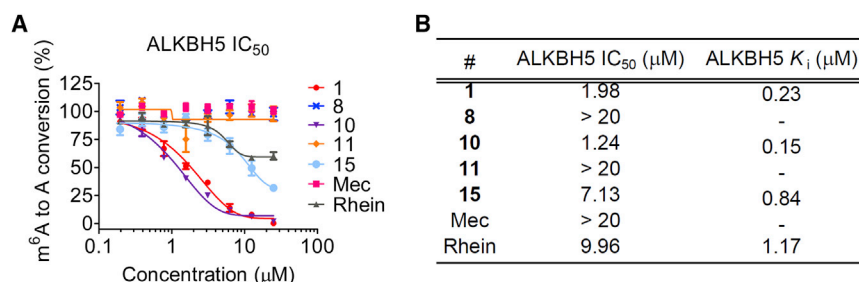 A
ALKBH5 IC50
m6A to A conversion (%)
125
100
75
50
25
0
0.1 1 10 100
Concentration (μM)
1
8
10
11
15
Mec
Rhein
B
# ALKBH5 IC50 (μM) ALKBH5 Ki (μM)
1 1.98 0.23
8 > 20 -
10 1.24 0.15
11 > 20 -
15 7.13 0.84
Mec > 20 -
Rhein 9.96 1.17